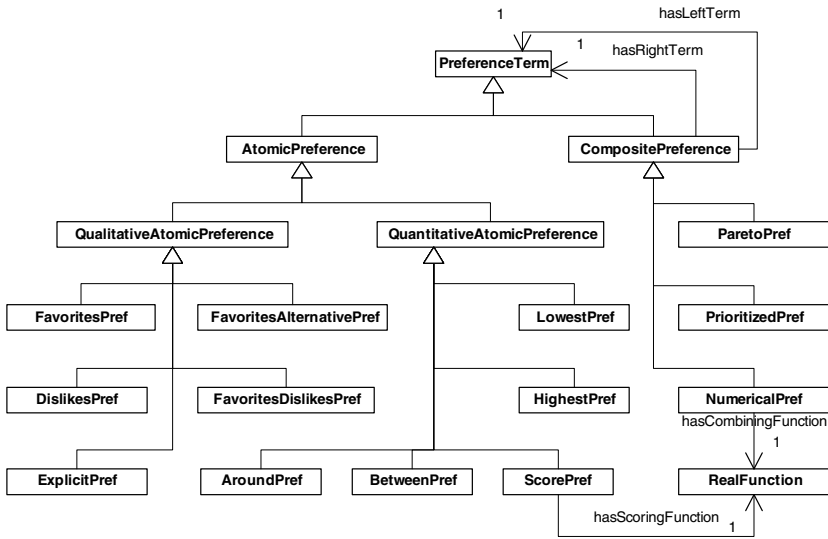 hasLeftTerm
1
1
hasRightTerm
PreferenceTerm
AtomicPreference
CompositePreference
QualitativeAtomicPreference
QuantitativeAtomicPreference
ParetoPref
FavoritesPref
FavoritesAlternativePref
LowestPref
PrioritizedPref
DislikesPref
FavoritesDislikesPref
HighestPref
NumericalPref
hasCombiningFunction
1
ExplicitPref
AroundPref
BetweenPref
ScorePref
RealFunction
hasScoringFunction
1